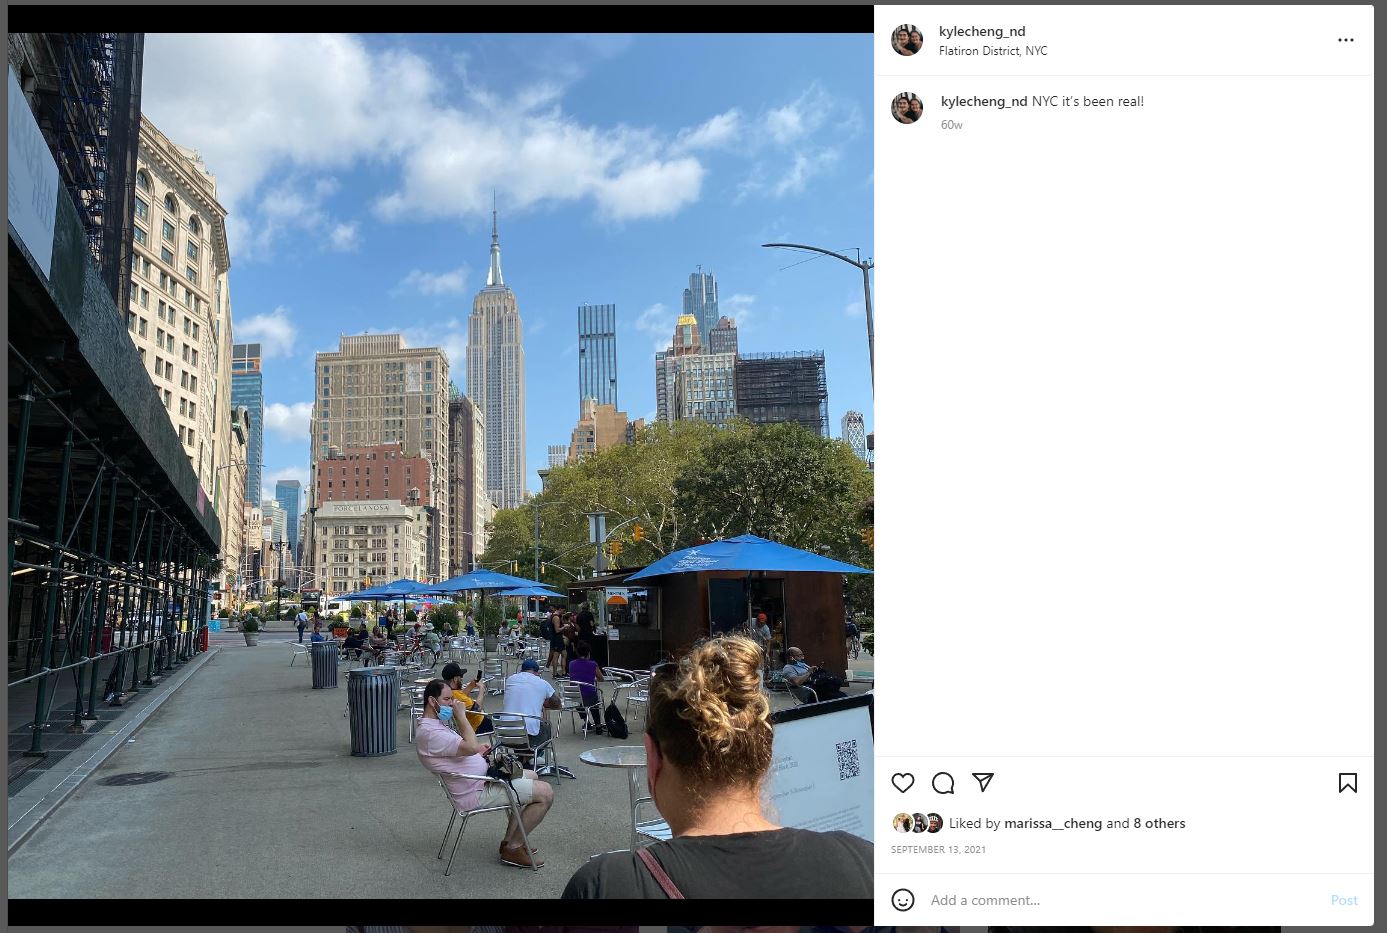 kylecheng_nd
Flatiron District, NYC
kylecheng_nd NYC it's been real!
60w
PORCELANOSA
Liked by marissa__cheng and 8 others
SEPTEMBER 13, 2021
Add a comment...
Post